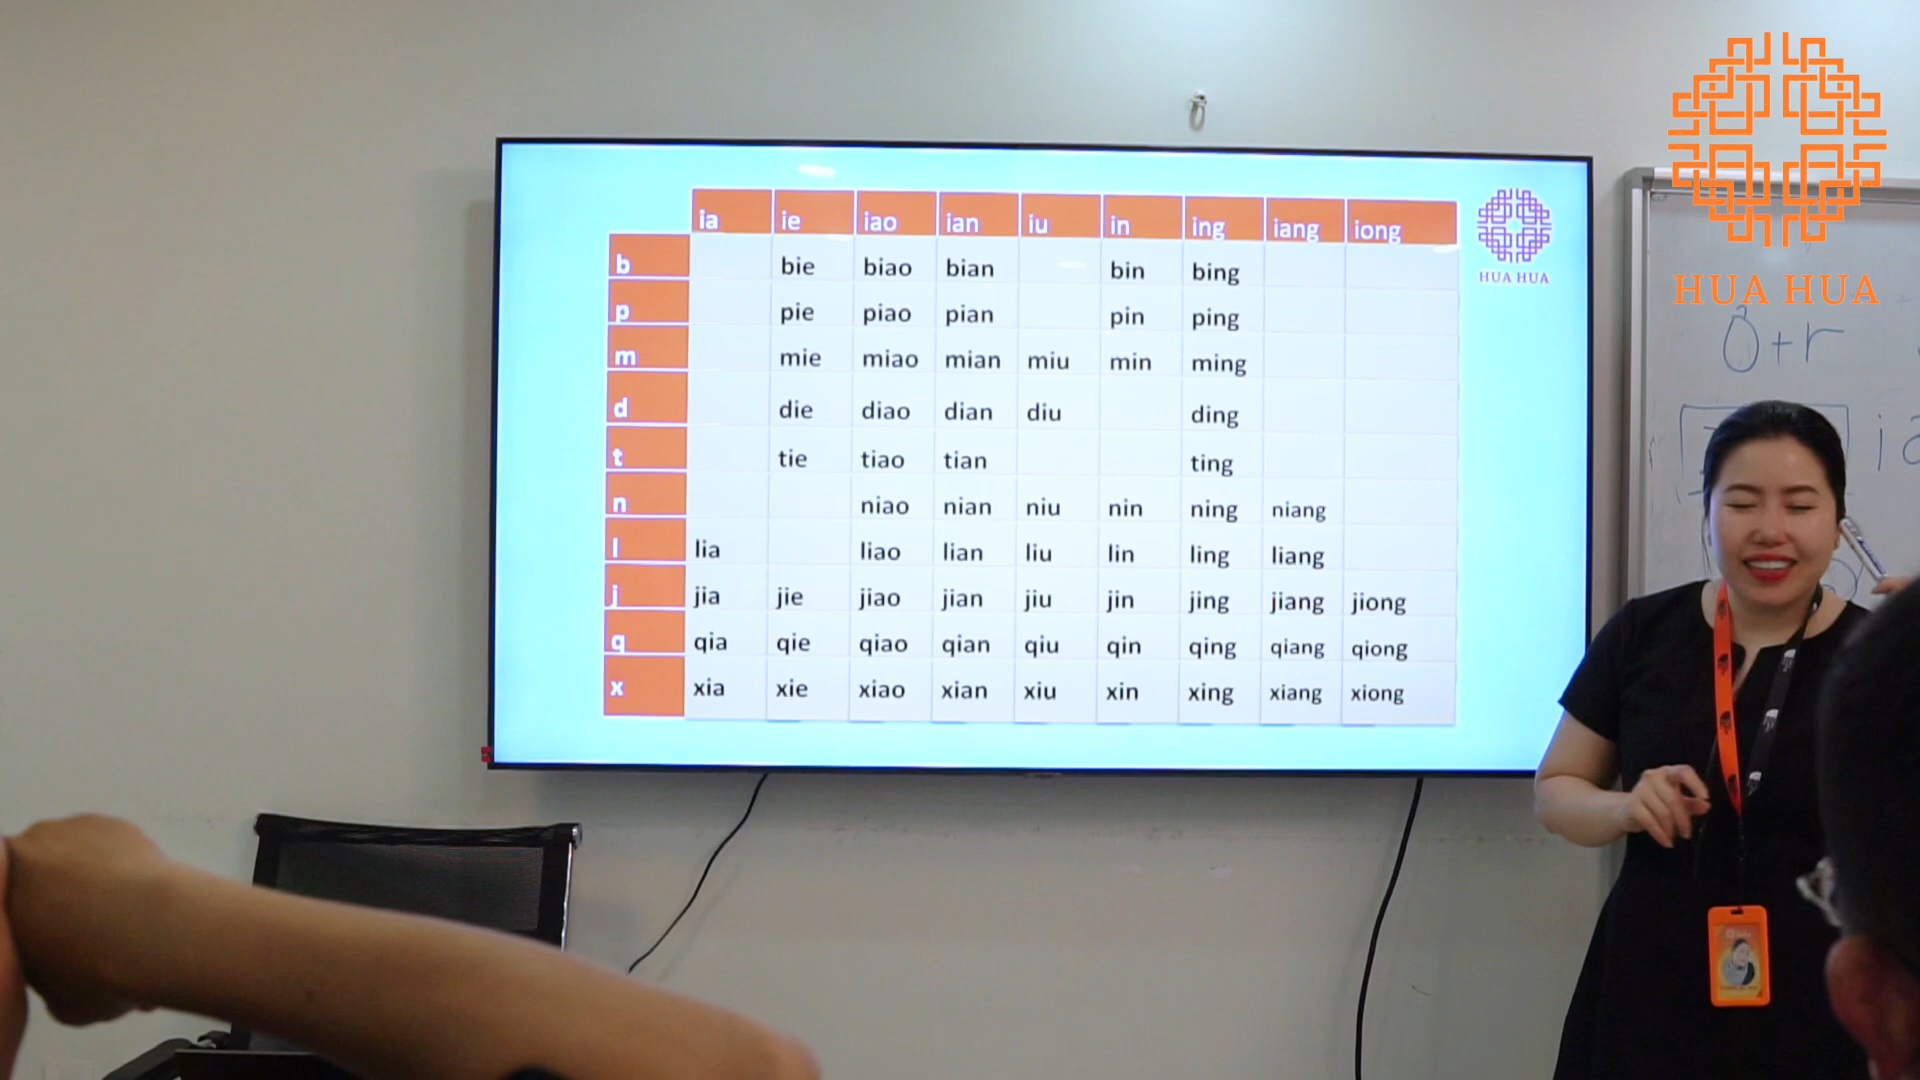 ia ie iao ian iu in ing iang iong
b bie biao bian bin bing
p pie piao pian pin ping
m mie miao mian miu min ming
d die diao dian diu ding
t tie tiao tian ting
n niao nian niu nin ning niang
l lia liao lian liu lin ling liang
j jia jie jiao jian jiu jin jing jiang jiong
q qia qie qiao qian qiu qin qing qiang qiong
x xia xie xiao xian xiu xin xing xiang xiong
HUA HUA
HUA HUA